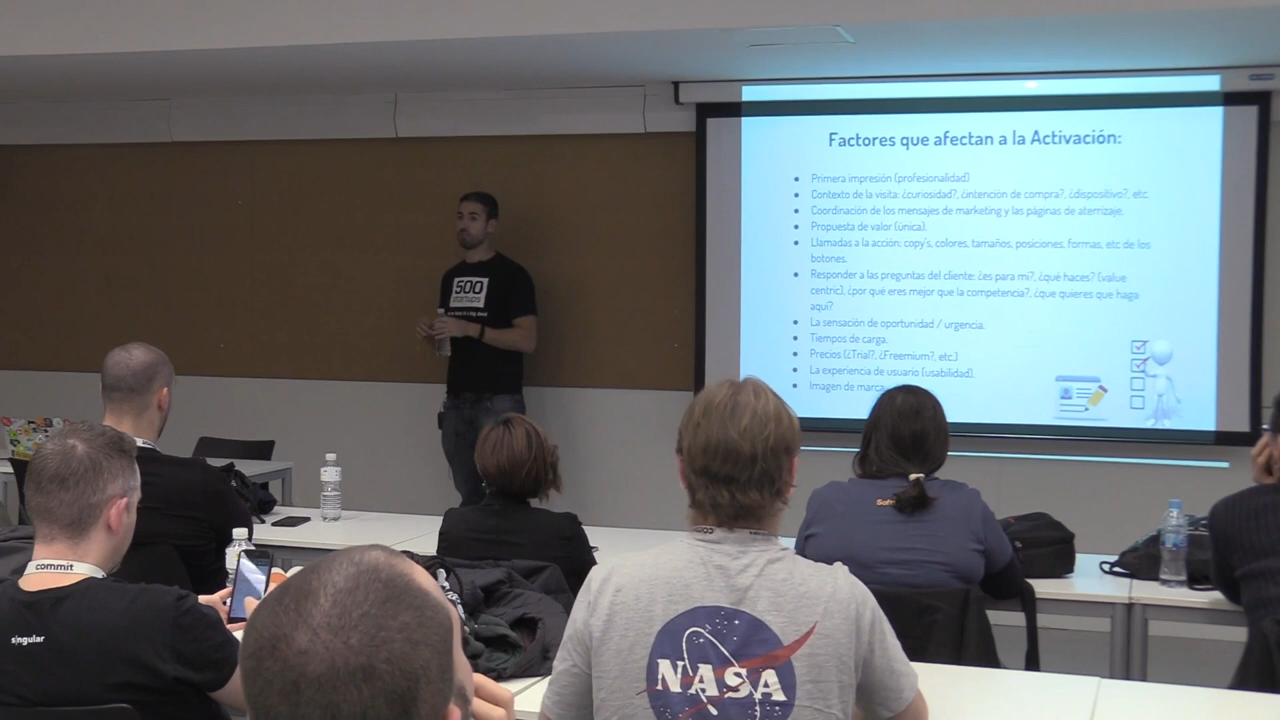 Factores que afectan a la Activación:
Primera impresión (profesionalidad)
Contexto de la visita: ¿curiosidad?, ¿intención de compra?, ¿dispositivo?, etc.
Coordinación de los mensajes de marketing y las páginas de aterrizaje.
Propuesta de valor (única).
Llamadas a la acción: copy's, colores, tamaños, posiciones, formas, etc de los
botones.
Responder a las preguntas del cliente: ¿es para mi?, ¿qué haces? (value
centric), ¿por qué eres mejor que la competencia?, ¿que quieres que haga
aquí?
La sensación de oportunidad / urgencia.
Tiempos de carga.
Precios (¿Trial?, ¿Freemium?, etc.)
La experiencia de usuario (usabilidad).
Imagen de marca
500
startups
commit
singular
NASA